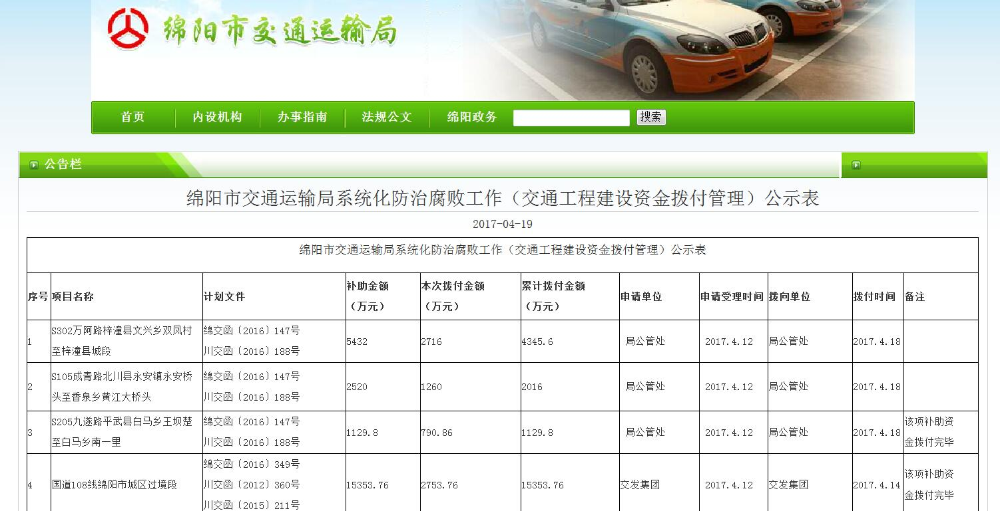 绵阳市交通运输局
首页 内设机构 办事指南 法规公文 绵阳政务 搜索
公告栏
绵阳市交通运输局系统化防治腐败工作（交通工程建设资金拨付管理）公示表
2017-04-19
绵阳市交通运输局系统化防治腐败工作（交通工程建设资金拨付管理）公示表
序号 项目名称 计划文件 补助金额（万元） 本次拨付金额（万元） 累计拨付金额（万元） 申请单位 申请受理时间 拨向单位 拨付时间 备注
1 S302万阿路梓潼县文兴乡双凤村至梓潼县城段 绵交函〔2016〕147号 川交函〔2016〕188号 5432 2716 4345.6 局公管处 2017.4.12 局公管处 2017.4.18
2 S105成青路北川县永安镇永安桥头至香泉乡黄江大桥头 绵交函〔2016〕147号 川交函〔2016〕188号 2520 1260 2016 局公管处 2017.4.12 局公管处 2017.4.18
3 S205九遂路平武县白马乡王坝楚至白马乡南一里 绵交函〔2016〕147号 川交函〔2016〕188号 1129.8 790.86 1129.8 局公管处 2017.4.12 局公管处 2017.4.18 该项补助资金拨付完毕
4 国道108线绵阳市城区过境段 绵交函〔2016〕349号 川交函〔2012〕360号 川交函〔2015〕211号 15353.76 2753.76 15353.76 交发集团 2017.4.12 交发集团 2017.4.14 该项补助资金拨付完毕